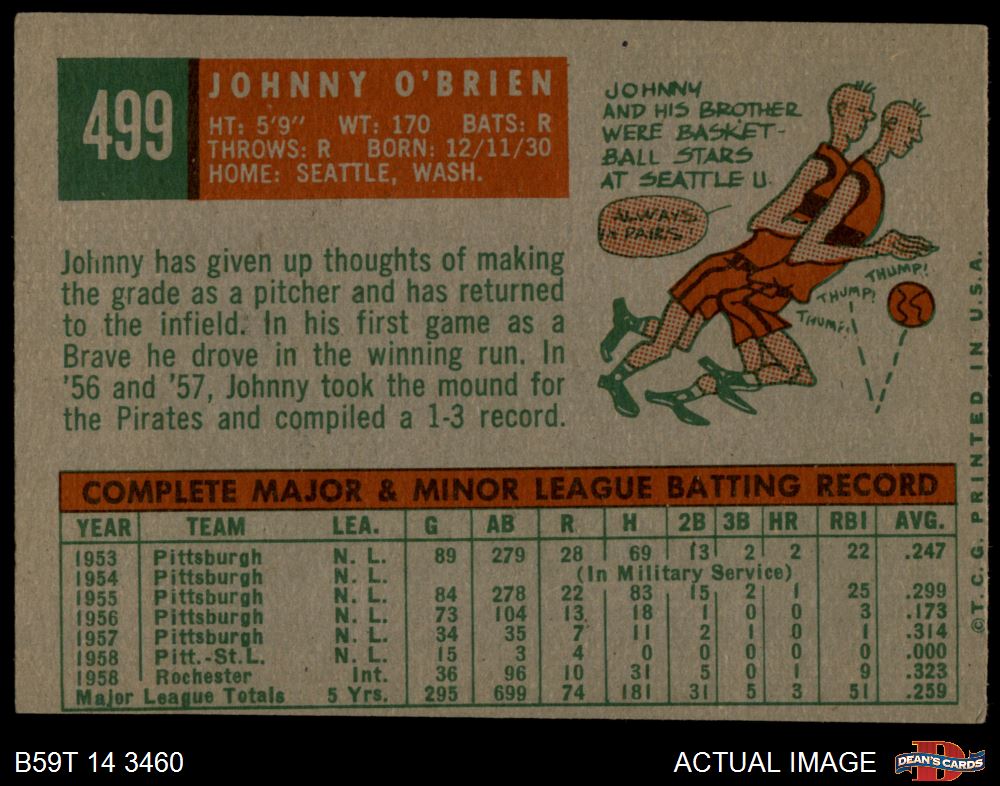 499
JOHNNY O'BRIEN
HT: 5'9" WT: 170 BATS: R
THROWS: R BORN: 12/11/30
HOME: SEATTLE, WASH.
JOHNNY
AND HIS BROTHER
WERE BASKET-
BALL STARS
AT SEATTLE U.
ALWAYS
IN PAIRS
THUMP!
THUMP!
THUMP!
Johnny has given up thoughts of making
the grade as a pitcher and has returned
to the infield. In his first game as a
Brave he drove in the winning run. In
'56 and '57, Johnny took the mound for
the Pirates and compiled a 1-3 record.
COMPLETE MAJOR & MINOR LEAGUE BATTING RECORD
YEAR TEAM LEA. G AB R H 2B 3B HR RBI AVG.
1953 Pittsburgh N. L. 89 279 28 69 13 2 2 22 .247
1954 Pittsburgh N. L. (In Military Service)
1955 Pittsburgh N. L. 84 278 22 83 15 2 1 25 .299
1956 Pittsburgh N. L. 73 104 13 18 1 0 0 3 .173
1957 Pittsburgh N. L. 34 35 7 11 2 1 0 1 .314
1958 Pitt.-St.L. N. L. 15 3 4 0 0 0 0 0 .000
1958 Rochester Int. 36 96 10 31 5 0 1 9 .323
Major League Totals 5 Yrs. 295 699 74 181 31 5 3 51 .259
©T.C.G. PRINTED IN U.S.A.
B59T 14 3460
ACTUAL IMAGE
D
DEAN'S CARDS